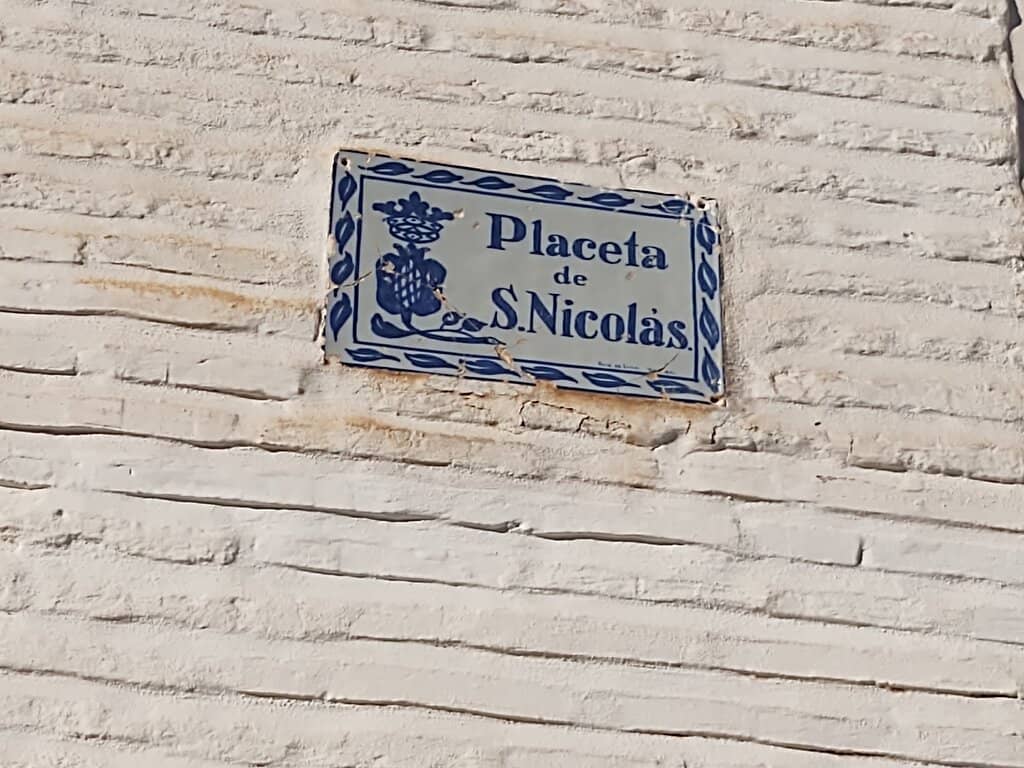 Placeta
de
S. Nicolás.